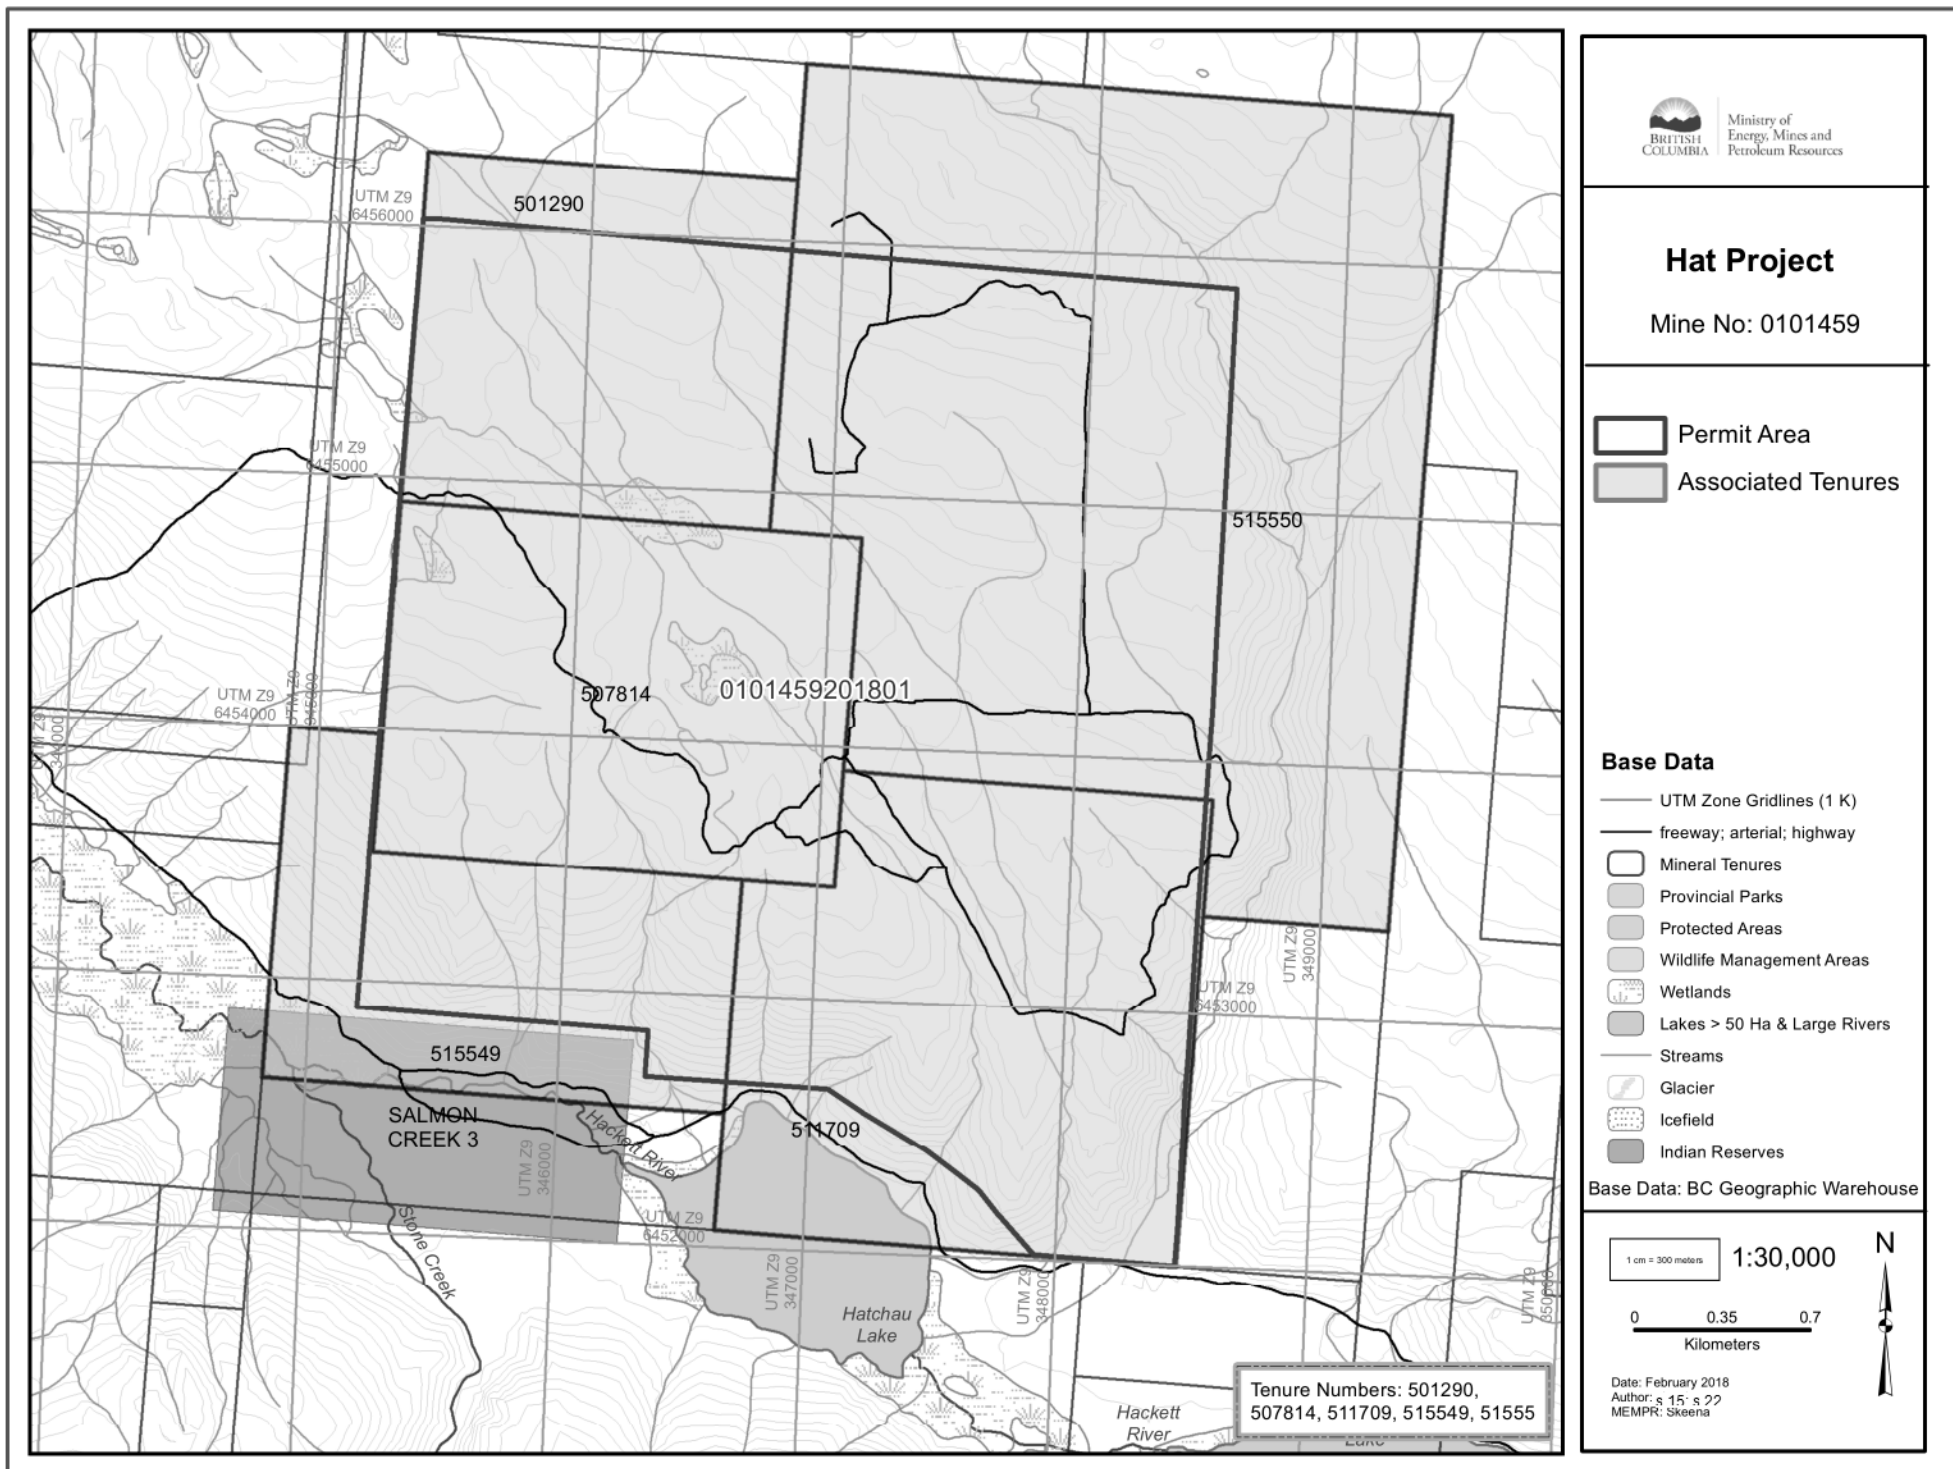 UTM Z9
6456000
501290
UTM Z9
6455000
515550
507814
0101459201801
UTM Z9
6454000
UTM Z9
345000
UTM Z9
344000
UTM Z9
349000
UTM Z9
6453000
515549
SALMON
CREEK 3
Hackett River
511709
UTM Z9
346000
Stone Creek
UTM Z9
6452000
UTM Z9
347000
UTM Z9
348000
UTM Z9
350000
Hatchau
Lake
Hackett
River
Lake
Tenure Numbers: 501290,
507814, 511709, 515549, 51555
BRITISH
COLUMBIA
Ministry of
Energy, Mines and
Petroleum Resources
Hat Project
Mine No: 0101459
Permit Area
Associated Tenures
Base Data
UTM Zone Gridlines (1 K)
freeway; arterial; highway
Mineral Tenures
Provincial Parks
Protected Areas
Wildlife Management Areas
Wetlands
Lakes > 50 Ha & Large Rivers
Streams
Glacier
Icefield
Indian Reserves
Base Data: BC Geographic Warehouse
1 cm = 300 meters
1:30,000
N
0 0.35 0.7
Kilometers
Date: February 2018
Author: s 15; s 22
MEMPR: Skeena